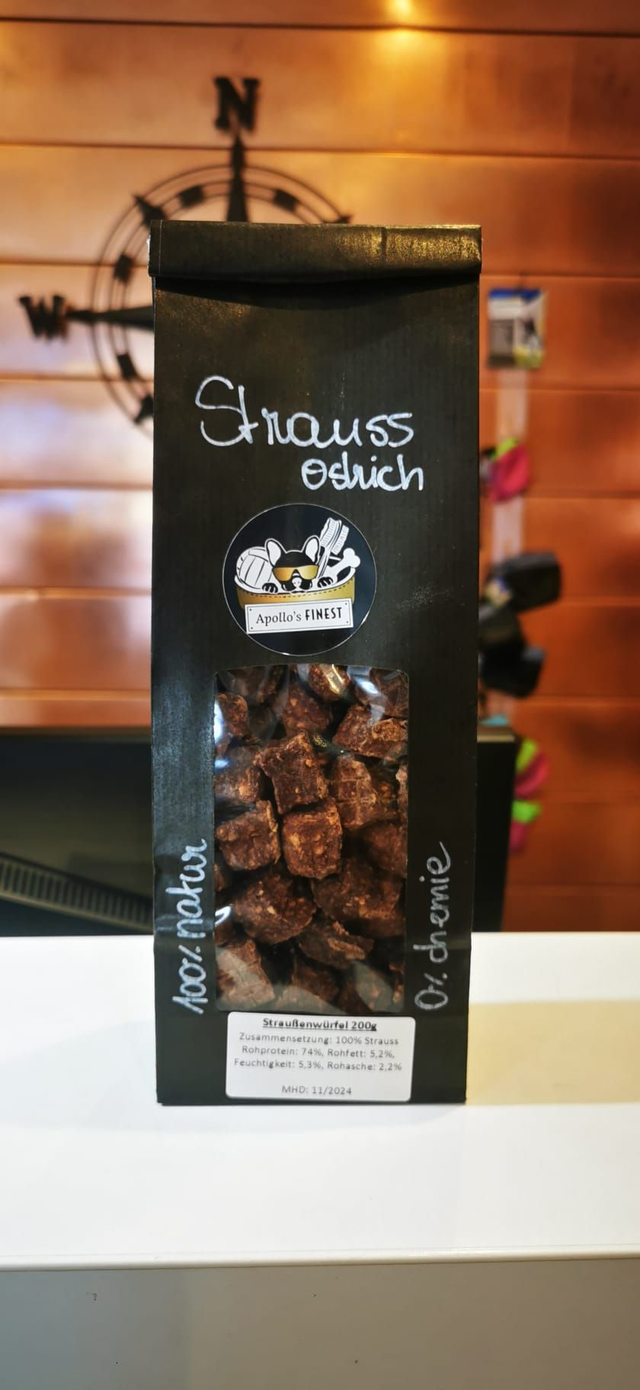 N
W
Strauss
Ostrich
Apollo's FINEST
100% natur
0% chemie
Straußenwürfel 200g
Zusammensetzung: 100% Strauss
Rohprotein: 74%, Rohfett: 5,2%,
Feuchtigkeit: 5,3%, Rohasche: 2,2%
MHD: 11/2024